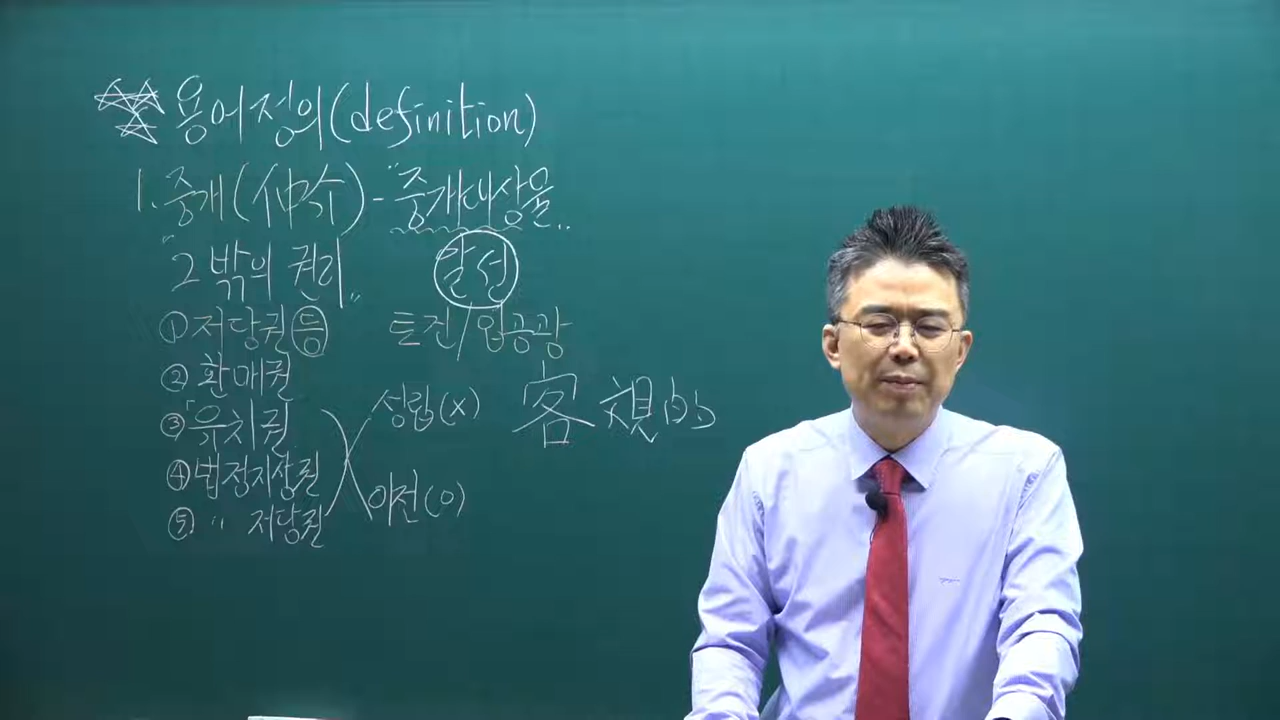 용어정의(definition)
1. 중개(仲介) - "중개대상물"
"그 밖의 권리" 알선
① 저당권 등 토건/입공광
② 환매권
③ 유치권 성립(x) 客観的
④ 법정지상권
⑤ 〃 저당권 이전(o)